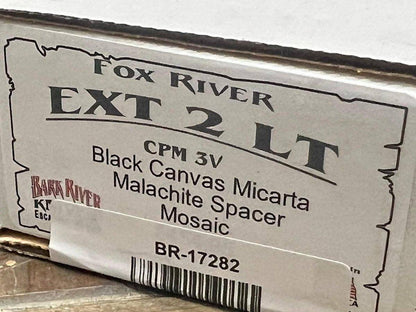 FOX RIVER
EXT 2 LT
CPM 3V
Black Canvas Micarta
Malachite Spacer
Mosaic
BARK RIVER
BR-17282